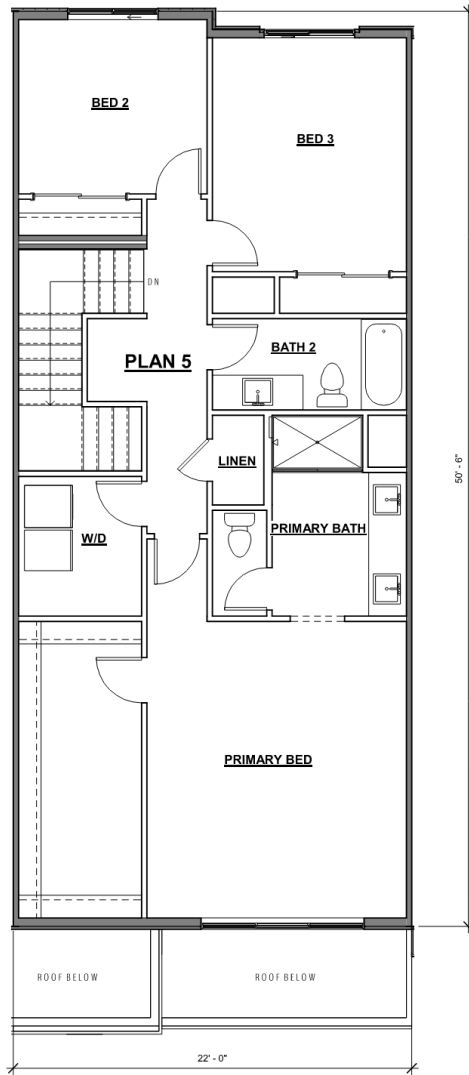 BED 2
BED 3
DN
PLAN 5
BATH 2
LINEN
W/D
PRIMARY BATH
50' - 6"
PRIMARY BED
ROOF BELOW
ROOF BELOW
22' - 0"